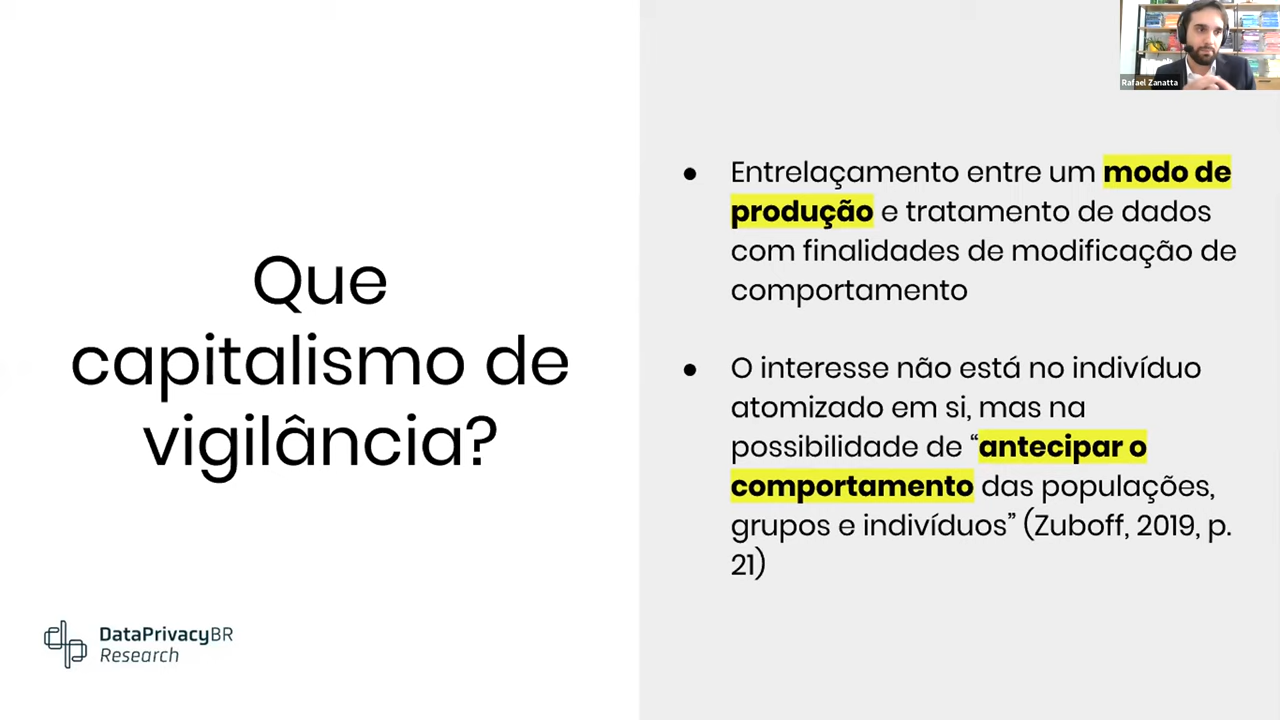 Rafael Zanatta
Que
capitalismo de
vigilância?
● Entrelaçamento entre um modo de
produção e tratamento de dados
com finalidades de modificação de
comportamento
● O interesse não está no indivíduo
atomizado em si, mas na
possibilidade de “antecipar o
comportamento das populações,
grupos e indivíduos” (Zuboff, 2019, p.
21)
DataPrivacyBR
Research